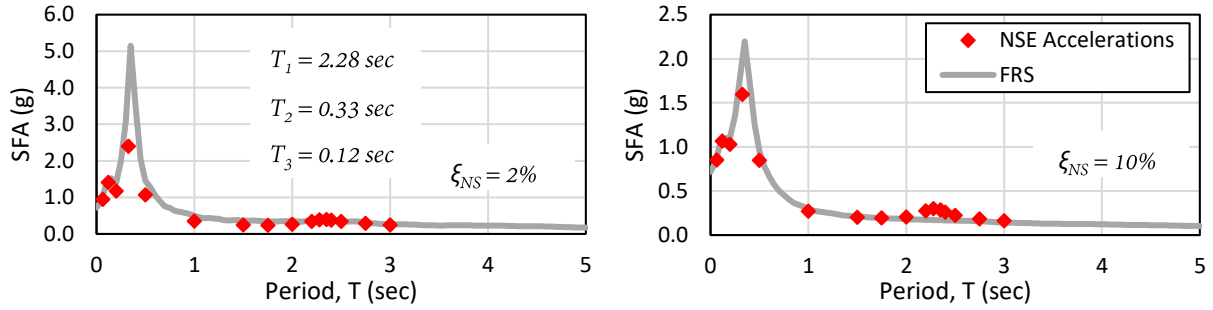 6.0
5.0
4.0
3.0
2.0
1.0
0.0
SFA (g)
T₁ = 2.28 sec
T₂ = 0.33 sec
T₃ = 0.12 sec
ξNS = 2%
0 1 2 3 4 5
Period, T (sec)
2.5
2.0
1.5
1.0
0.5
0.0
SFA (g)
NSE Accelerations
FRS
ξNS = 10%
0 1 2 3 4 5
Period, T (sec)